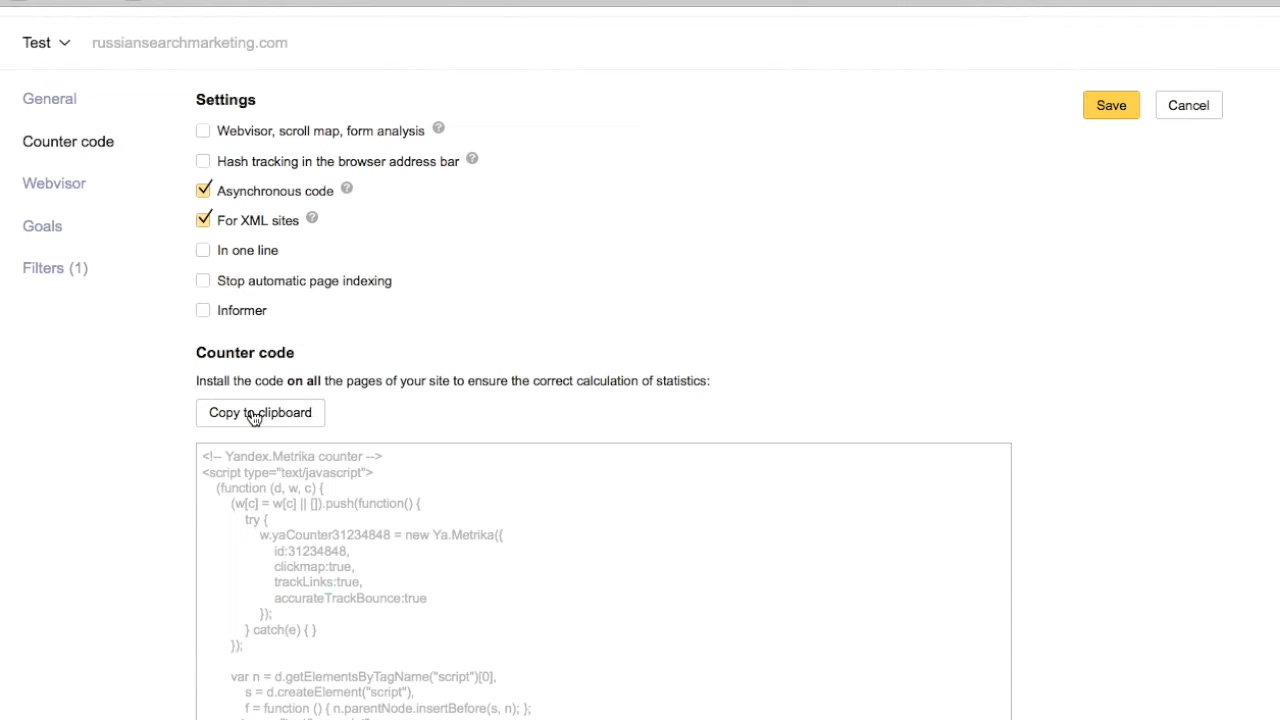 Test russiansearchmarketing.com
General
Counter code
Webvisor
Goals
Filters (1)
Settings
Save Cancel
Webvisor, scroll map, form analysis ?
Hash tracking in the browser address bar ?
Asynchronous code ?
For XML sites ?
In one line
Stop automatic page indexing
Informer
Counter code
Install the code on all the pages of your site to ensure the correct calculation of statistics:
Copy to clipboard
<!-- Yandex.Metrika counter -->
<script type="text/javascript">
(function (d, w, c) {
(w[c] = w[c] || []).push(function() {
try {
w.yaCounter31234848 = new Ya.Metrika({
id:31234848,
clickmap:true,
trackLinks:true,
accurateTrackBounce:true
});
} catch(e) { }
});
var n = d.getElementsByTagName("script")[0],
s = d.createElement("script"),
f = function () { n.parentNode.insertBefore(s, n); };